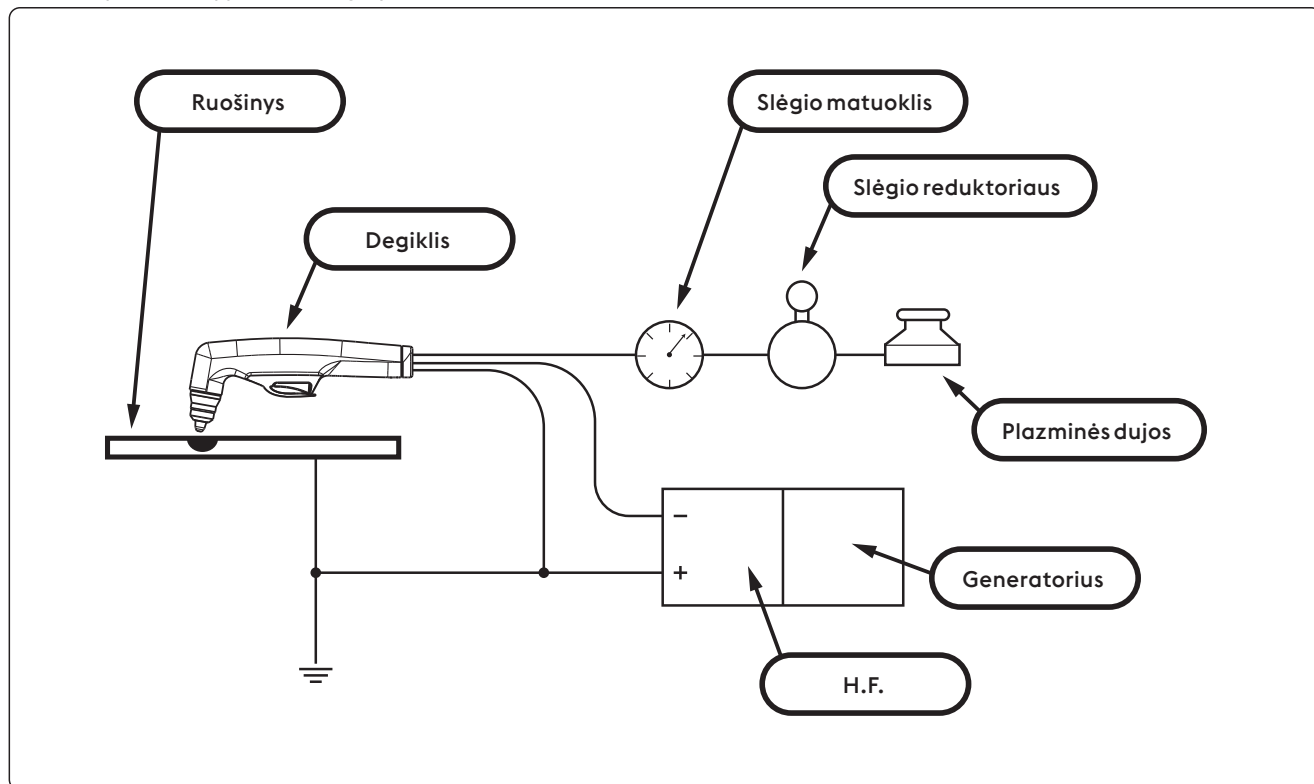 Ruošinys
Slėgio matuoklis
Slėgio reduktoriaus
Degiklis
Plazminės dujos
−
+
Generatorius
H.F.